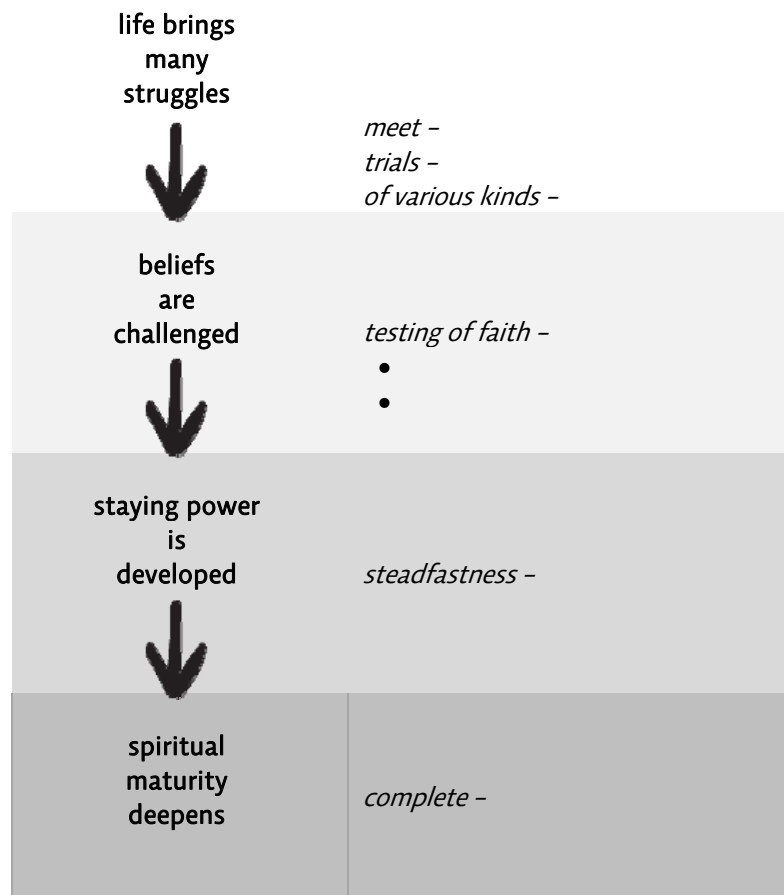 life brings
many
struggles
meet –
trials –
of various kinds –
beliefs
are
challenged
testing of faith –
•
•
staying power
is
developed
steadfastness –
spiritual
maturity
deepens
complete –